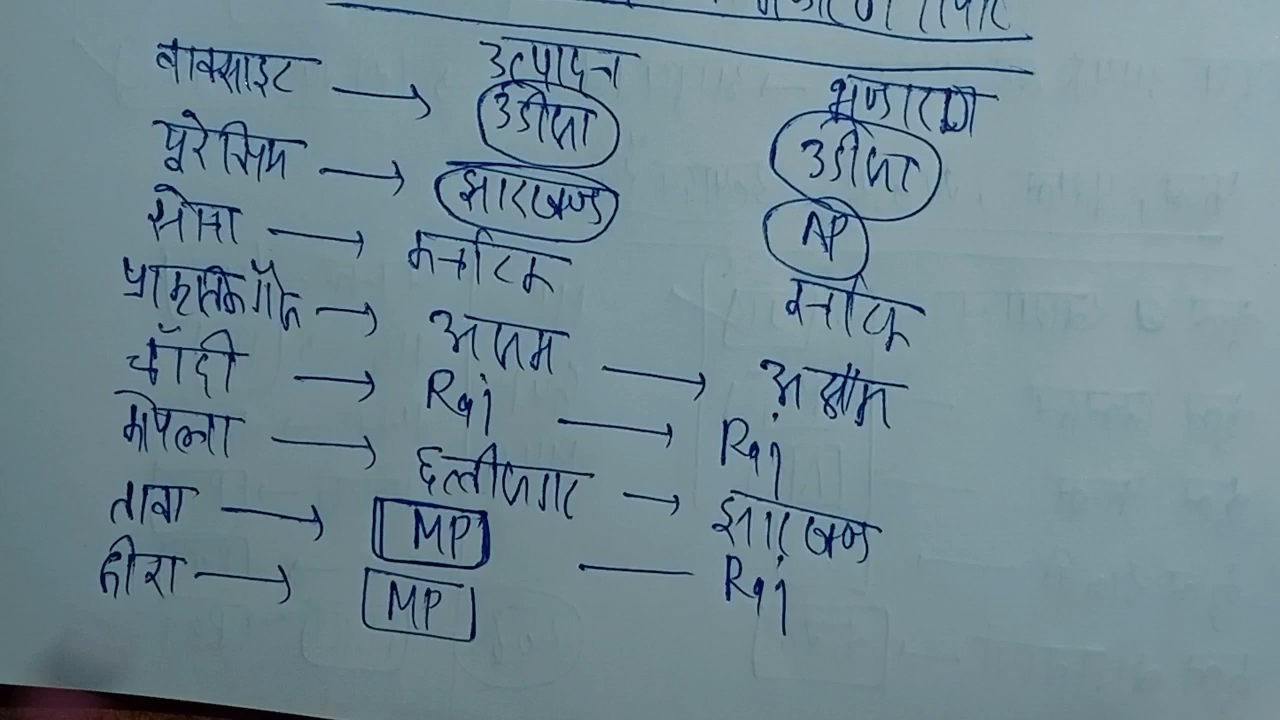 बाक्साइट → उत्पादन भण्डारण
उडीसा उडीसा
यूरेनियम → झारखण्ड AP
सोना → कर्नाटक कर्नाटक
प्राकृतिक गैस → असम → असाम
चाँदी → Raj → Raj
कोयला → छत्तीसगढ → झारखण्ड
तांबा → MP — Raj
हीरा → MP